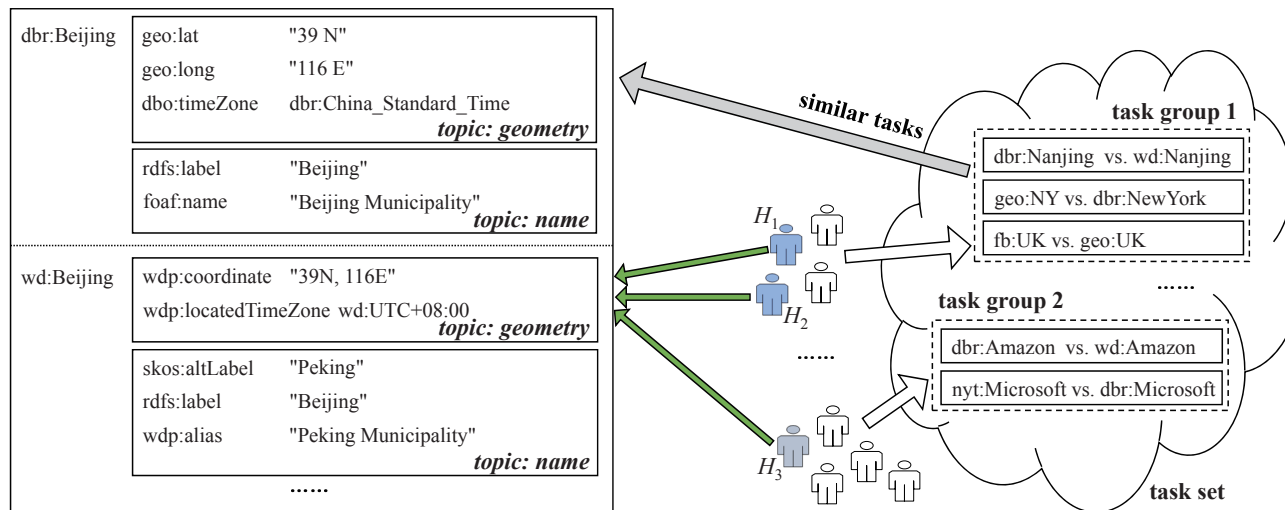 dbr:Beijing
geo:lat "39 N"
geo:long "116 E"
dbo:timeZone dbr:China_Standard_Time
topic: geometry
rdfs:label "Beijing"
foaf:name "Beijing Municipality"
topic: name
wd:Beijing
wdp:coordinate "39N, 116E"
wdp:locatedTimeZone wd:UTC+08:00
topic: geometry
skos:altLabel "Peking"
rdfs:label "Beijing"
wdp:alias "Peking Municipality"
topic: name
......
similar tasks
H1
H2
......
H3
task group 1
dbr:Nanjing vs. wd:Nanjing
geo:NY vs. dbr:NewYork
fb:UK vs. geo:UK
......
task group 2
dbr:Amazon vs. wd:Amazon
nyt:Microsoft vs. dbr:Microsoft
task set